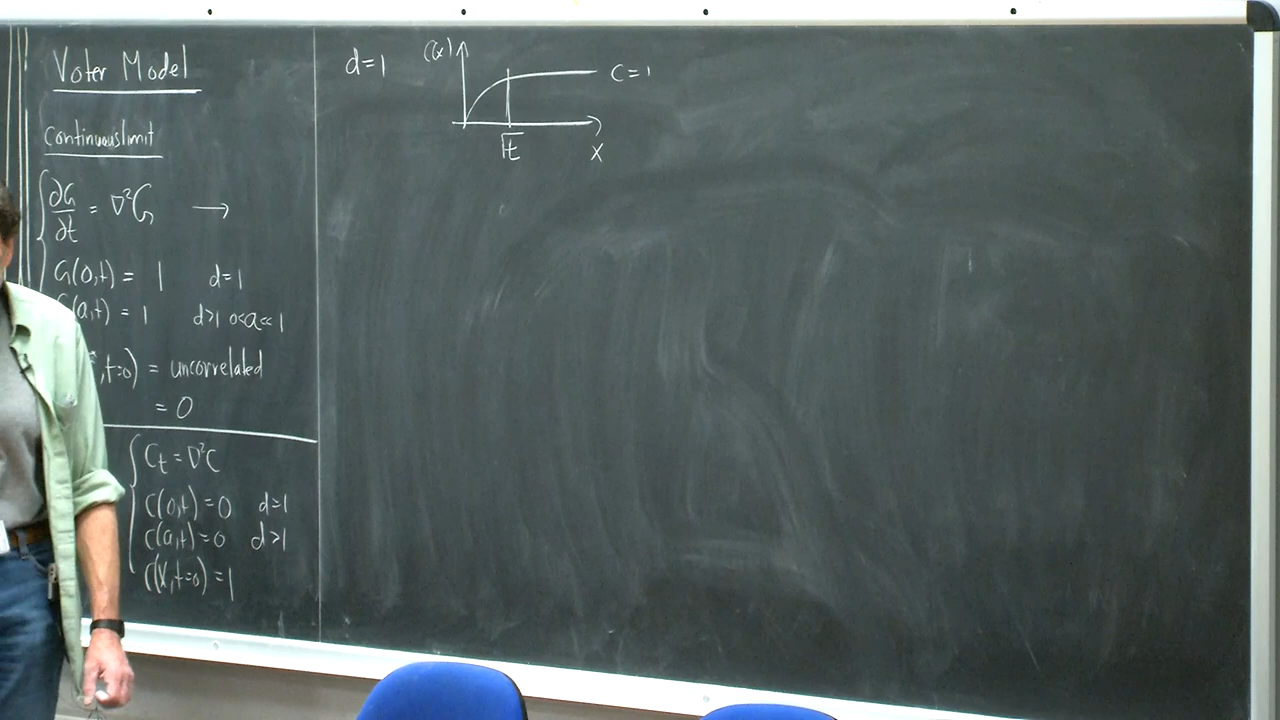 Voter Model
Continuous limit
∂G/∂t = ∇²G →
G(0,t) = 1 d=1
(a,t) = 1 d>1 0<a≪1
,t=0) = uncorrelated
= 0
Ct = ∇²C
C(0,t) = 0 d=1
C(a,t) = 0 d>1
C(x,t=0) = 1
d=1
C(x)
C=1
√t
x